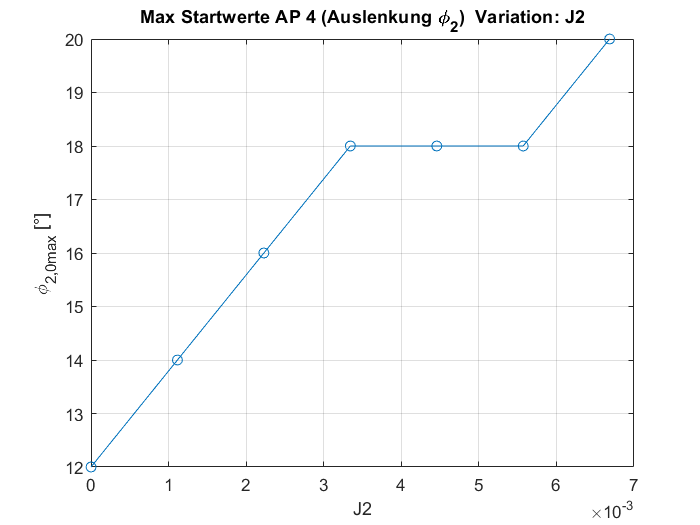 Max Startwerte AP 4 (Auslenkung ϕ₂)  Variation: J2
ϕ₂,₀ₘₐₓ [°]
20
19
18
17
16
15
14
13
12
0 1 2 3 4 5 6 7
J2
×10⁻³